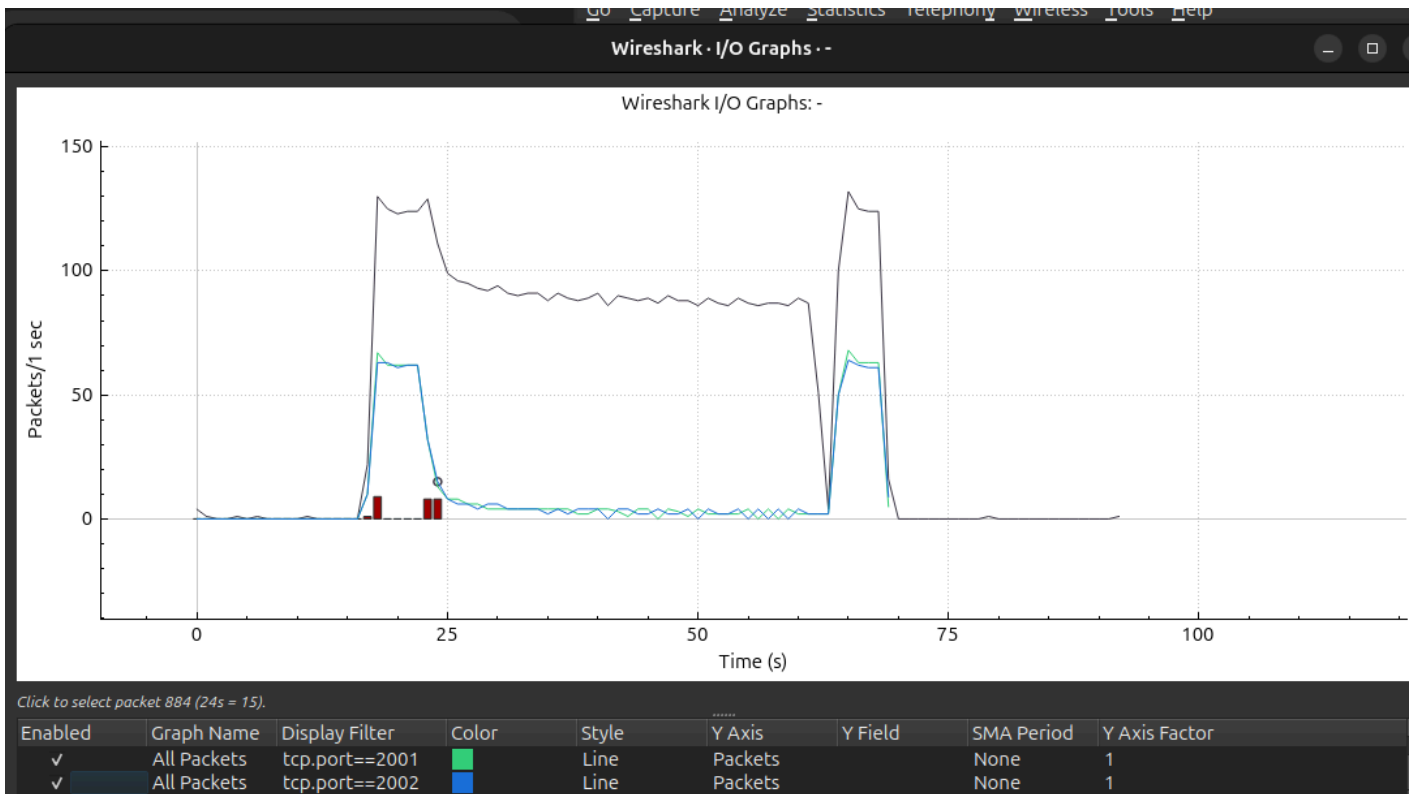 Go Capture Analyze Statistics Telephony Wireless Tools Help
Wireshark · I/O Graphs · -
Wireshark I/O Graphs: -
150
100
50
0
Packets/1 sec
0 25 50 75 100
Time (s)
Click to select packet 884 (24s = 15).
Enabled Graph Name Display Filter Color Style Y Axis Y Field SMA Period Y Axis Factor
✓ All Packets tcp.port==2001 Line Packets None 1
✓ All Packets tcp.port==2002 Line Packets None 1